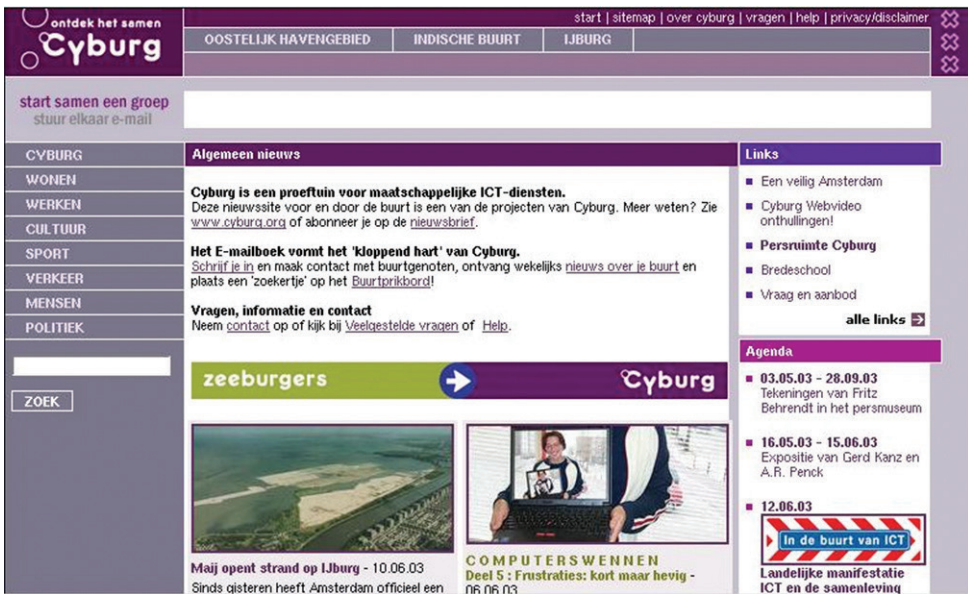 ontdek het samen
Cyburg
start | sitemap | over cyburg | vragen | help | privacy/disclaimer
OOSTELIJK HAVENGEBIED
INDISCHE BUURT
IJBURG
start samen een groep
stuur elkaar e-mail
CYBURG
WONEN
WERKEN
CULTUUR
SPORT
VERKEER
MENSEN
POLITIEK
ZOEK
Algemeen nieuws
Cyburg is een proeftuin voor maatschappelijke ICT-diensten.
Deze nieuwssite voor en door de buurt is een van de projecten van Cyburg. Meer weten? Zie
www.cyburg.org of abonneer je op de nieuwsbrief.
Het E-mailboek vormt het 'kloppend hart' van Cyburg.
Schrijf je in en maak contact met buurtgenoten, ontvang wekelijks nieuws over je buurt en
plaats een 'zoekertje' op het Buurtprikbord!
Vragen, informatie en contact
Neem contact op of kijk bij Veelgestelde vragen of Help.
zeeburgers
Cyburg
Maij opent strand op IJburg - 10.06.03
Sinds gisteren heeft Amsterdam officieel een
COMPUTERSWENNEN
Deel 5 : Frustraties: kort maar hevig -
06.06.03
Links
Een veilig Amsterdam
Cyburg Webvideo
onthullingen!
Persruimte Cyburg
Bredeschool
Vraag en aanbod
alle links
Agenda
03.05.03 - 28.09.03
Tekeningen van Fritz
Behrendt in het persmuseum
16.05.03 - 15.06.03
Expositie van Gerd Kanz en
A.R. Penck
12.06.03
In de buurt van ICT
Landelijke manifestatie
ICT en de samenleving